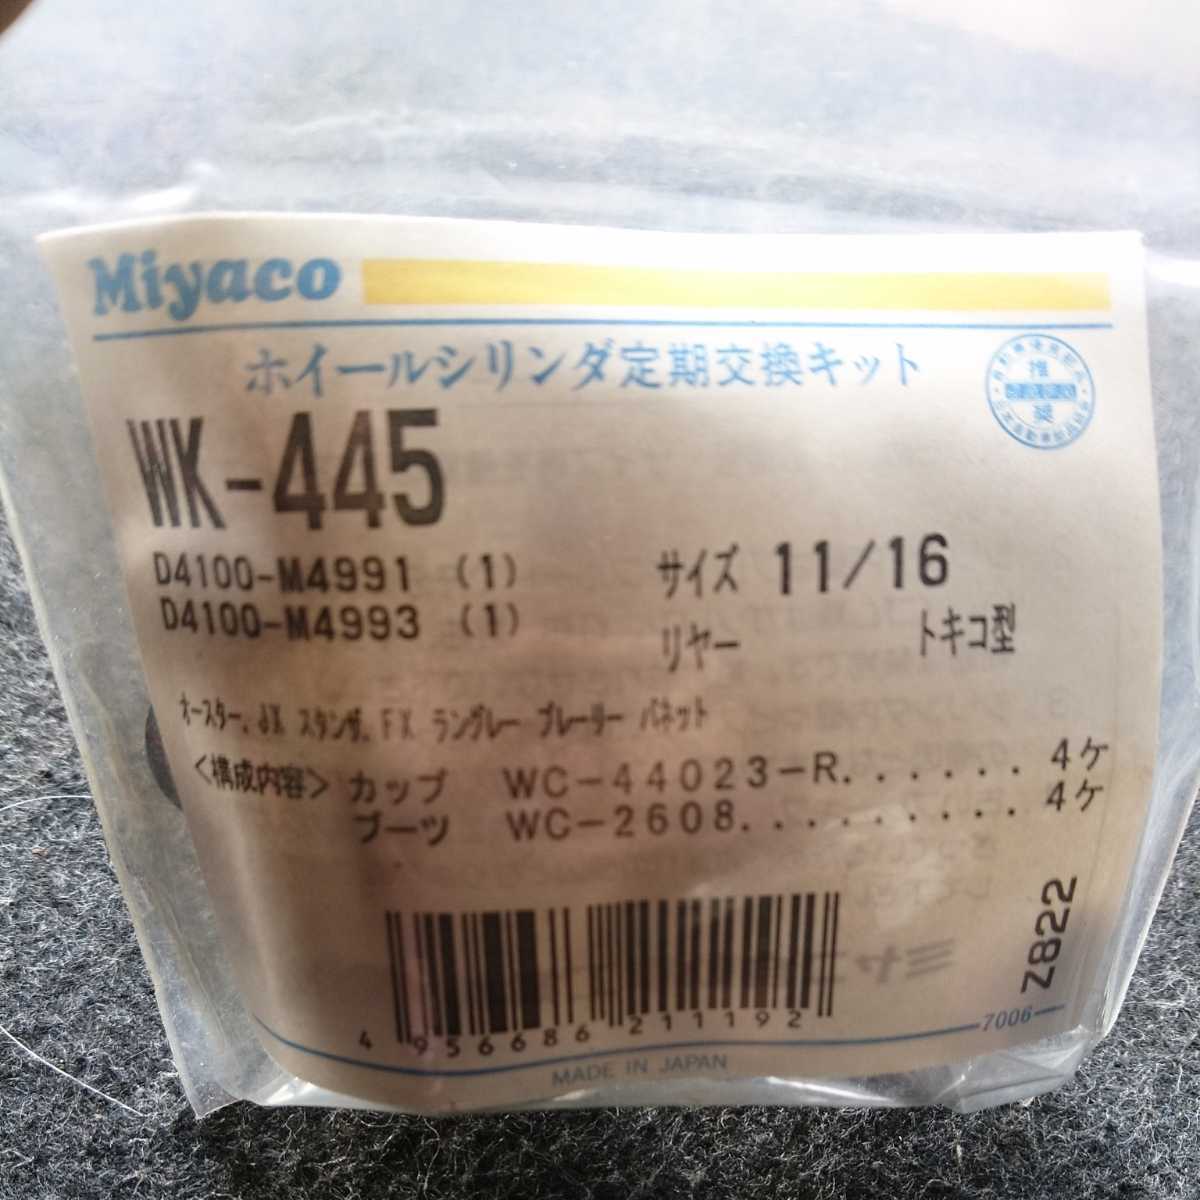 Miyaco
ホイールシリンダ定期交換キット
推
奨
WK-445
D4100-M4991 (1)
D4100-M4993 (1)
サイズ 11/16
リヤー トキコ型
オースター、JX スタンザ、FX ラングレー プレーリー バネット
<構成内容> カップ WC-44023-R...... 4ケ
ブーツ WC-2608......... 4ケ
Z822
4 956686 211192
7006
MADE IN JAPAN